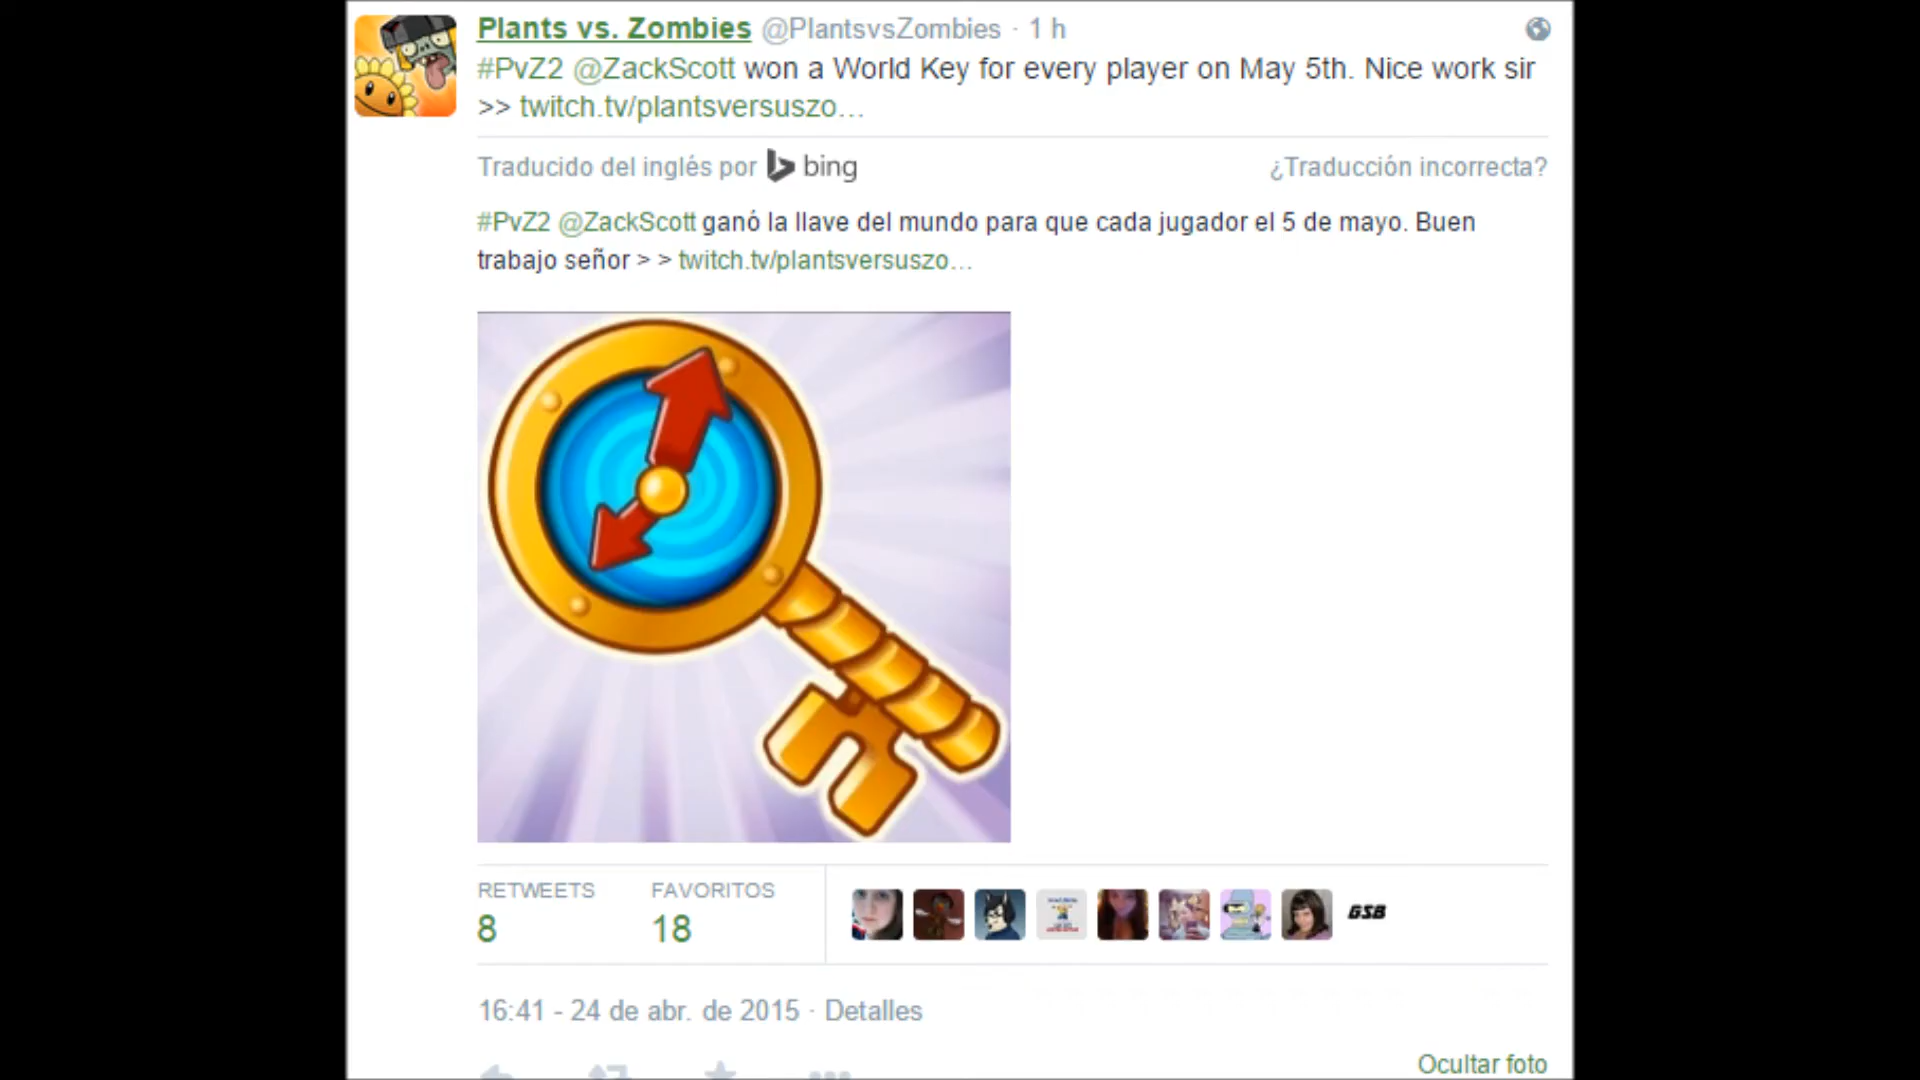 Plants vs. Zombies @PlantsvsZombies · 1 h
#PvZ2 @ZackScott won a World Key for every player on May 5th. Nice work sir
>> twitch.tv/plantsversuszo…
Traducido del inglés por bing ¿Traducción incorrecta?
#PvZ2 @ZackScott ganó la llave del mundo para que cada jugador el 5 de mayo. Buen
trabajo señor > > twitch.tv/plantsversuszo…
RETWEETS FAVORITOS
8 18
GSB
16:41 - 24 de abr. de 2015 · Detalles
Ocultar foto